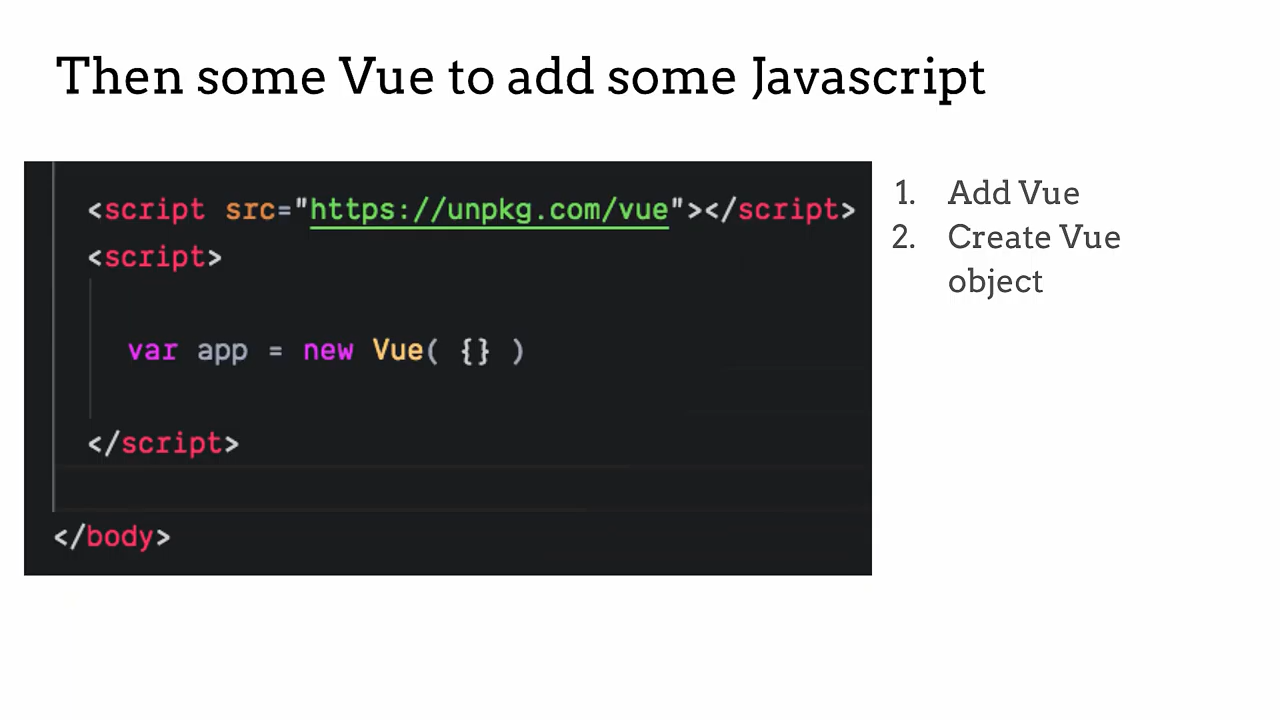 Then some Vue to add some Javascript
<script src="https://unpkg.com/vue"></script>
<script>
var app = new Vue( {} )
</script>
</body>
1. Add Vue
2. Create Vue
object